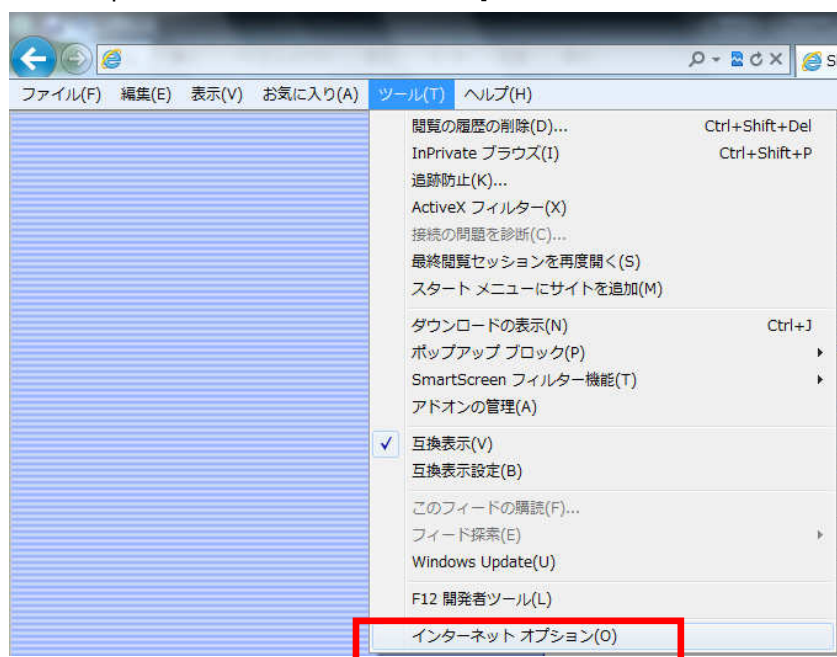 ファイル(F) 編集(E) 表示(V) お気に入り(A) ツール(T) ヘルプ(H)
閲覧の履歴の削除(D)... Ctrl+Shift+Del
InPrivate ブラウズ(I) Ctrl+Shift+P
追跡防止(K)...
ActiveX フィルター(X)
接続の問題を診断(C)...
最終閲覧セッションを再度開く(S)
スタート メニューにサイトを追加(M)
ダウンロードの表示(N) Ctrl+J
ポップアップ ブロック(P)
SmartScreen フィルター機能(T)
アドオンの管理(A)
互換表示(V)
互換表示設定(B)
このフィードの購読(F)...
フィード探索(E)
Windows Update(U)
F12 開発者ツール(L)
インターネット オプション(O)